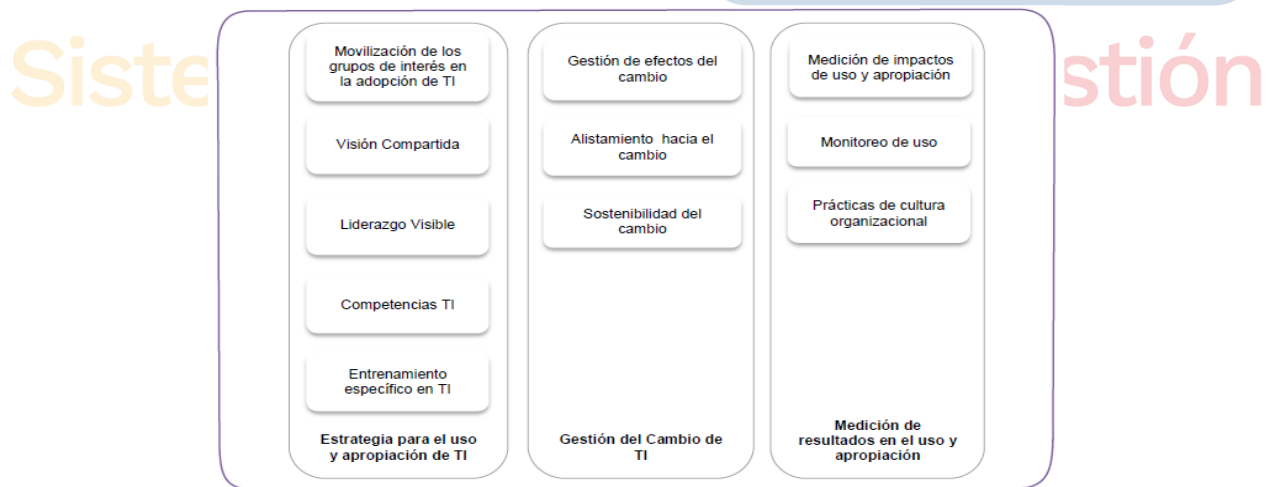 Siste
stión
Movilización de los
grupos de interés en
la adopción de TI
Visión Compartida
Liderazgo Visible
Competencias TI
Entrenamiento
específico en TI
Estrategia para el uso
y apropiación de TI
Gestión de efectos del
cambio
Alistamiento hacia el
cambio
Sostenibilidad del
cambio
Gestión del Cambio de
TI
Medición de impactos
de uso y apropiación
Monitoreo de uso
Prácticas de cultura
organizacional
Medición de
resultados en el uso y
apropiación